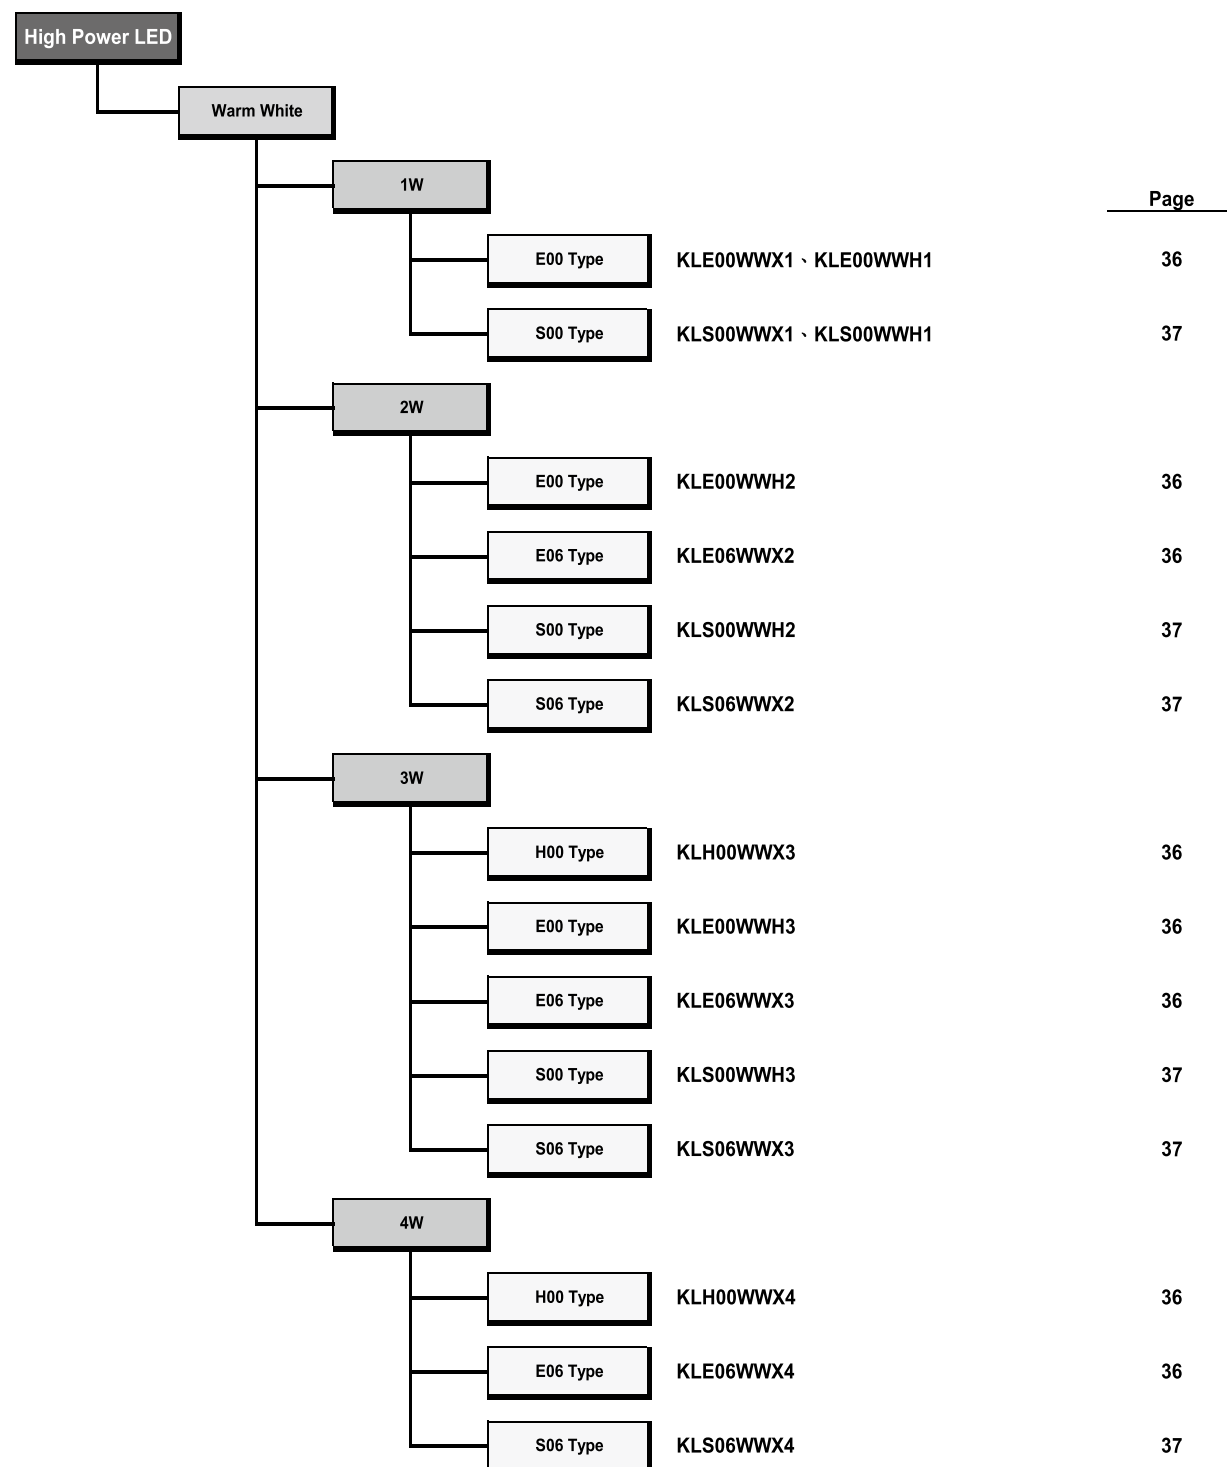 High Power LED
Warm White
1W
Page
E00 Type KLE00WWX1、KLE00WWH1 36
S00 Type KLS00WWX1、KLS00WWH1 37
2W
E00 Type KLE00WWH2 36
E06 Type KLE06WWX2 36
S00 Type KLS00WWH2 37
S06 Type KLS06WWX2 37
3W
H00 Type KLH00WWX3 36
E00 Type KLE00WWH3 36
E06 Type KLE06WWX3 36
S00 Type KLS00WWH3 37
S06 Type KLS06WWX3 37
4W
H00 Type KLH00WWX4 36
E06 Type KLE06WWX4 36
S06 Type KLS06WWX4 37